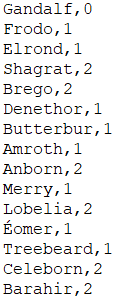 Gandalf,0
Frodo,1
Elrond,1
Shagrat,2
Brego,2
Denethor,1
Butterbur,1
Amroth,1
Anborn,2
Merry,1
Lobelia,2
Éomer,1
Treebeard,1
Celeborn,2
Barahir,2